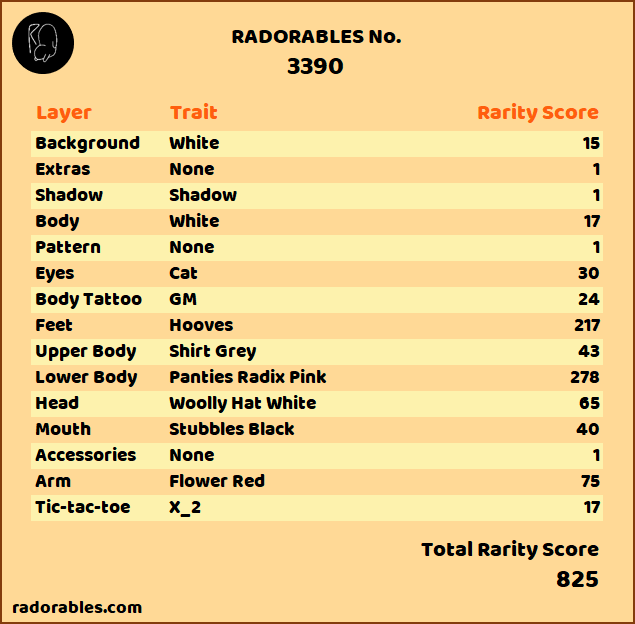 RADORABLES No.
3390
Layer Trait Rarity Score
Background White 15
Extras None 1
Shadow Shadow 1
Body White 17
Pattern None 1
Eyes Cat 30
Body Tattoo GM 24
Feet Hooves 217
Upper Body Shirt Grey 43
Lower Body Panties Radix Pink 278
Head Woolly Hat White 65
Mouth Stubbles Black 40
Accessories None 1
Arm Flower Red 75
Tic-tac-toe X_2 17
Total Rarity Score
825
radorables.com